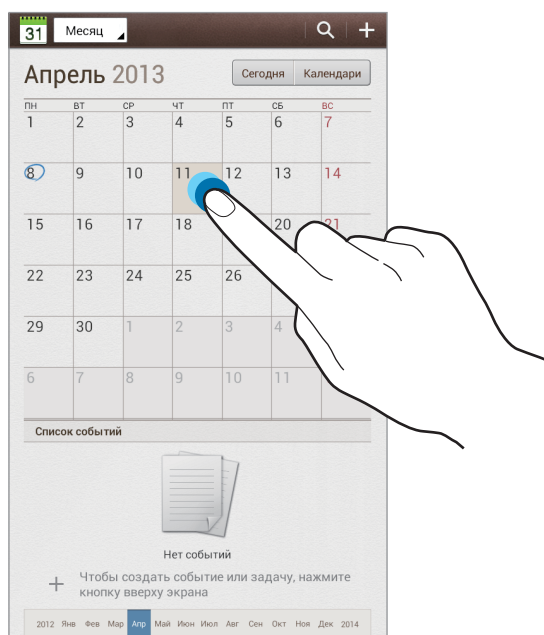 31 Месяц
Апрель 2013 Сегодня Календари
ПН ВТ СР ЧТ ПТ СБ ВС
1 2 3 4 5 6 7
8 9 10 11 12 13 14
15 16 17 18 20 21
22 23 24 25 26
29 30 1 2 3 4
6 7 8 9 10 11
Список событий
Нет событий
Чтобы создать событие или задачу, нажмите
кнопку вверху экрана
2012 Янв Фев Мар Апр Май Июн Июл Авг Сен Окт Ноя Дек 2014